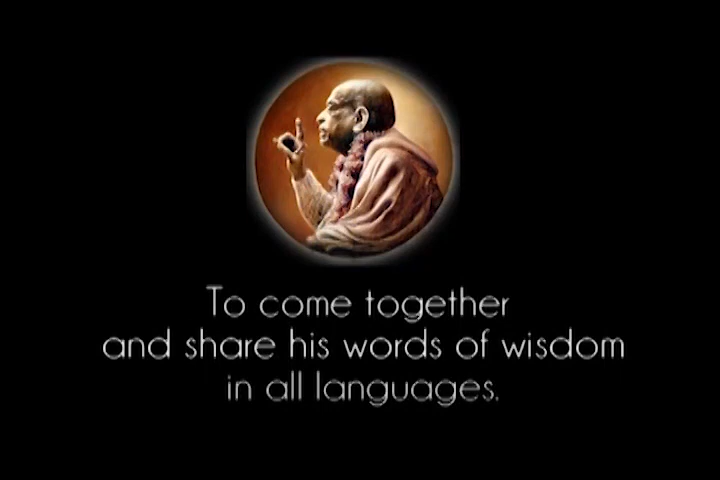 To come together
and share his words of wisdom
in all languages.